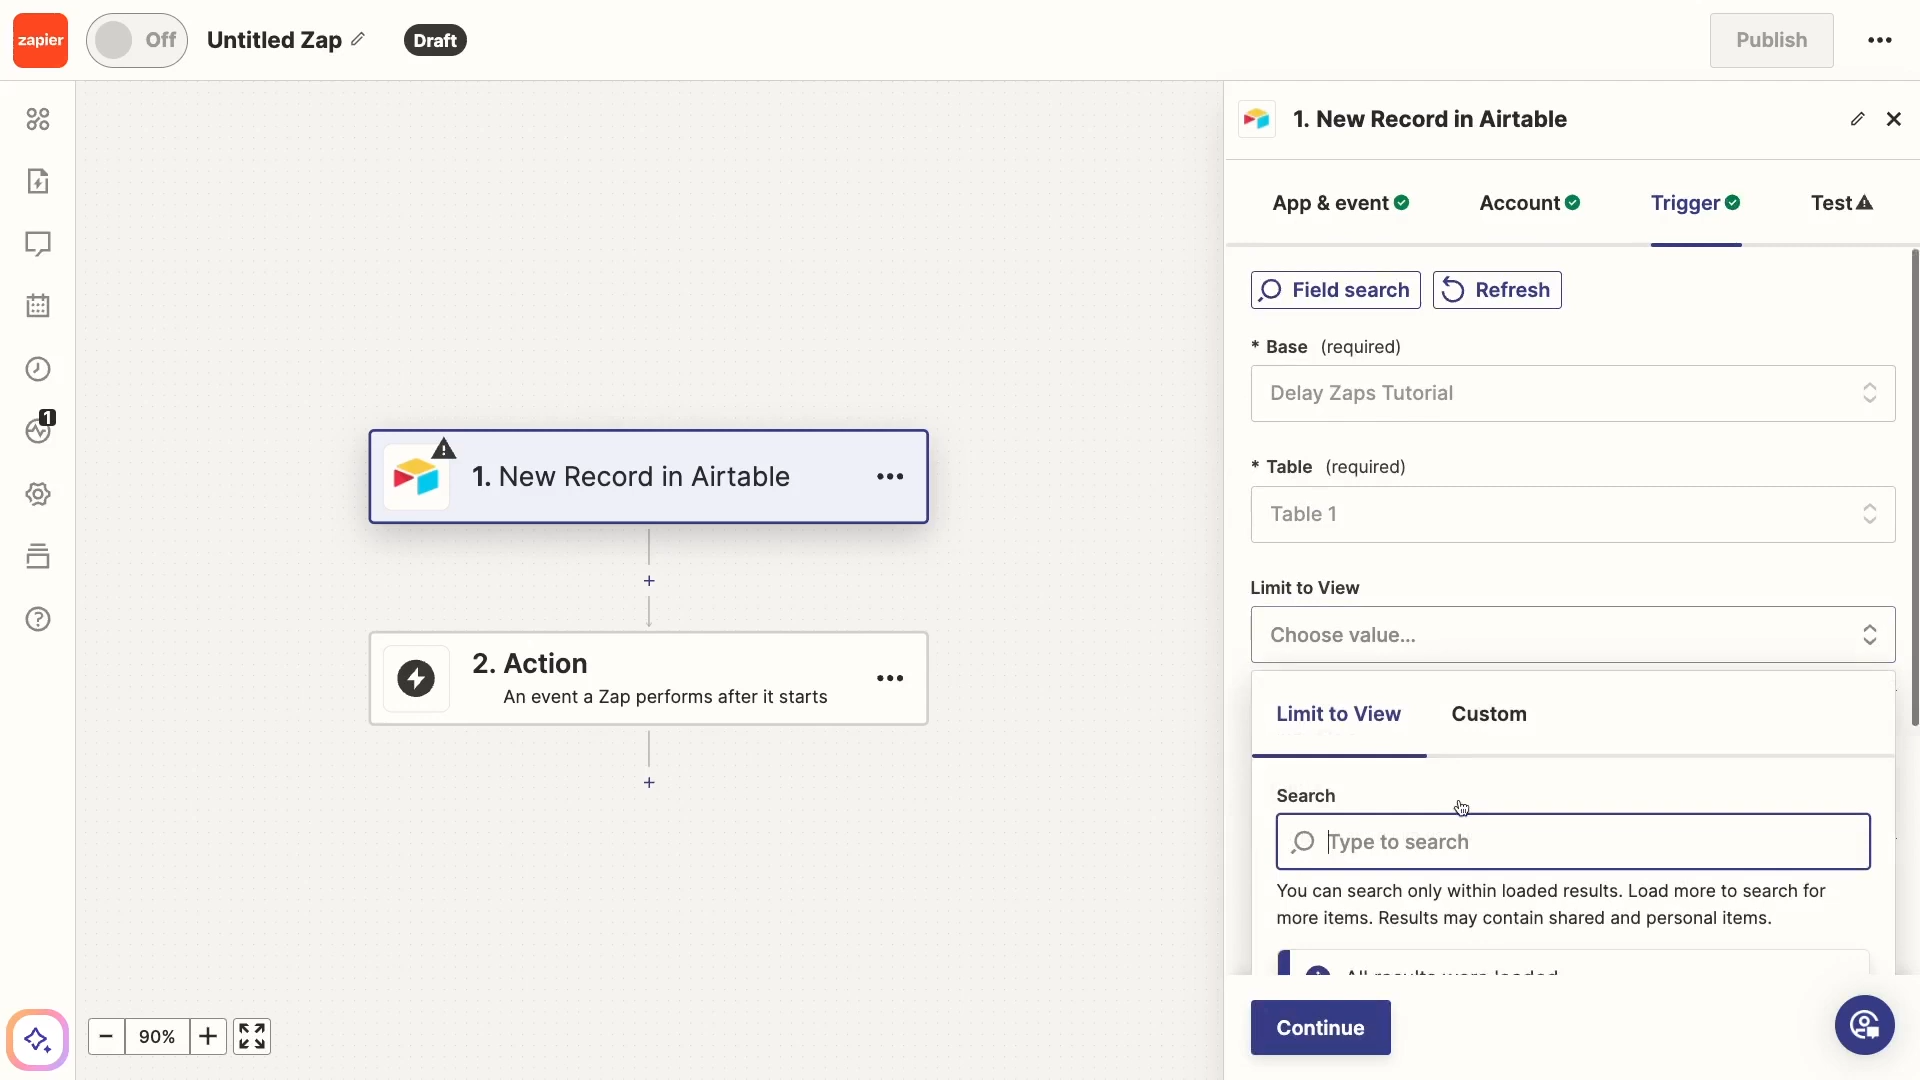 zapier
Off
Untitled Zap
Draft
Publish
1. New Record in Airtable
App & event
Account
Trigger
Test
Field search
Refresh
* Base (required)
Delay Zaps Tutorial
* Table (required)
Table 1
Limit to View
Choose value...
Limit to View
Custom
Search
Type to search
You can search only within loaded results. Load more to search for
more items. Results may contain shared and personal items.
All results were loaded
Continue
1
1. New Record in Airtable
2. Action
An event a Zap performs after it starts
90%